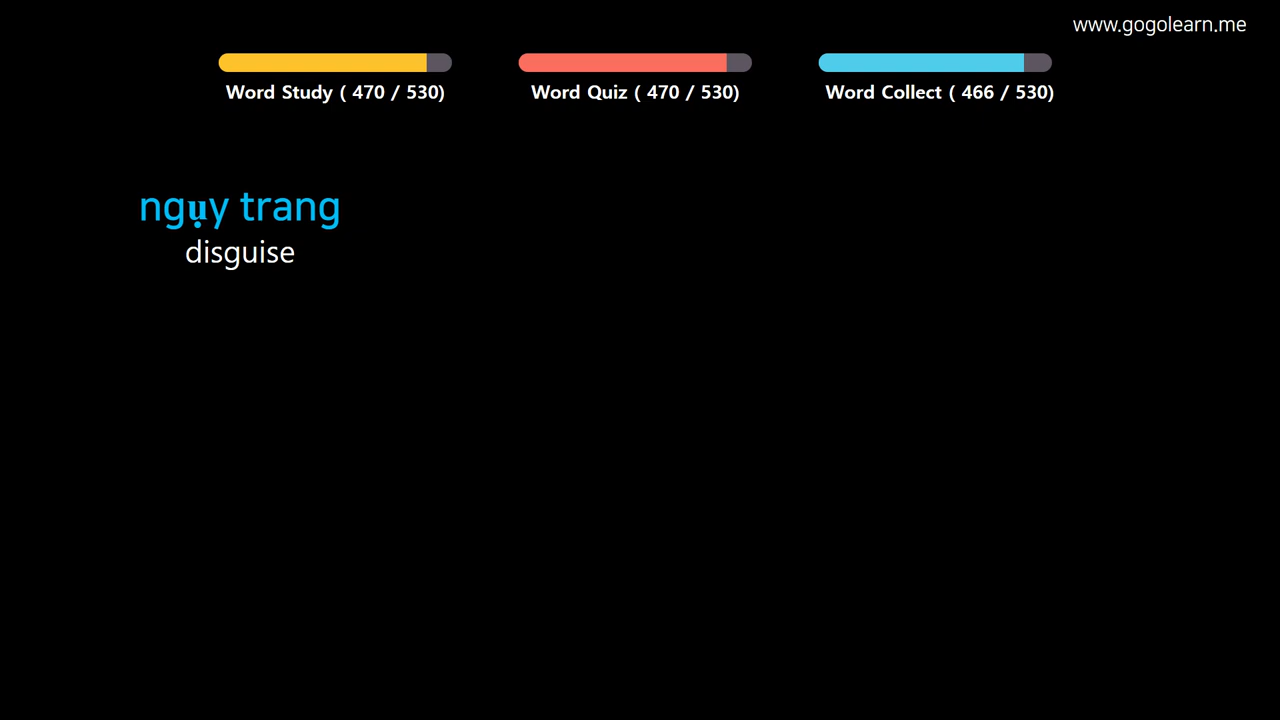 www.gogolearn.me
Word Study ( 470 / 530)
Word Quiz ( 470 / 530)
Word Collect ( 466 / 530)
ngụy trang
disguise